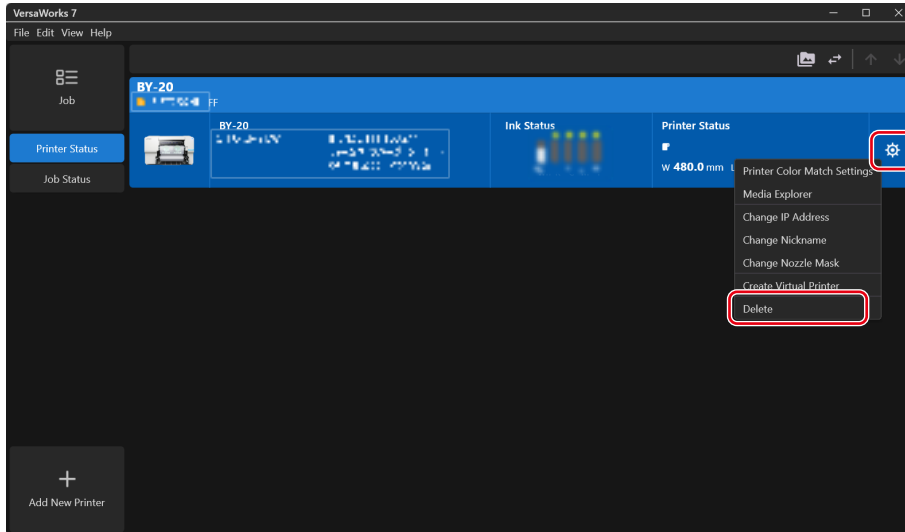 VersaWorks 7
File Edit View Help
Job
Printer Status
Job Status
BY-20
FF
BY-20
Ink Status
Printer Status
W 480.0 mm L
Printer Color Match Settings
Media Explorer
Change IP Address
Change Nickname
Change Nozzle Mask
Create Virtual Printer
Delete
Add New Printer